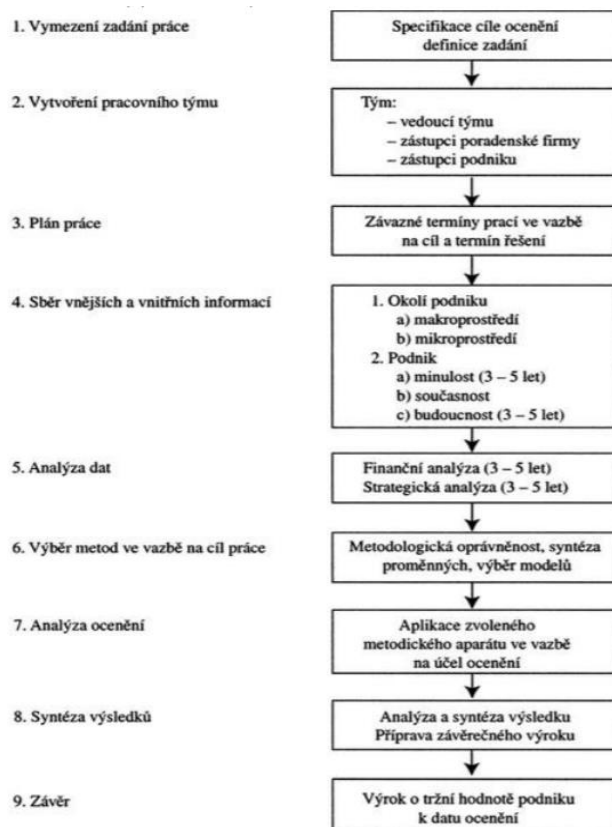 1. Vymezení zadání práce
Specifikace cíle ocenění
definice zadání
2. Vytvoření pracovního týmu
Tým:
– vedoucí týmu
– zástupci poradenské firmy
– zástupci podniku
3. Plán práce
Závazné termíny prací ve vazbě
na cíl a termín řešení
4. Sběr vnějších a vnitřních informací
1. Okolí podniku
a) makroprostředí
b) mikroprostředí
2. Podnik
a) minulost (3 – 5 let)
b) současnost
c) budoucnost (3 – 5 let)
5. Analýza dat
Finanční analýza (3 – 5 let)
Strategická analýza (3 – 5 let)
6. Výběr metod ve vazbě na cíl práce
Metodologická oprávněnost, syntéza
proměnných, výběr modelů
7. Analýza ocenění
Aplikace zvoleného
metodického aparátu ve vazbě
na účel ocenění
8. Syntéza výsledků
Analýza a syntéza výsledku
Příprava závěrečného výroku
9. Závěr
Výrok o tržní hodnotě podniku
k datu ocenění